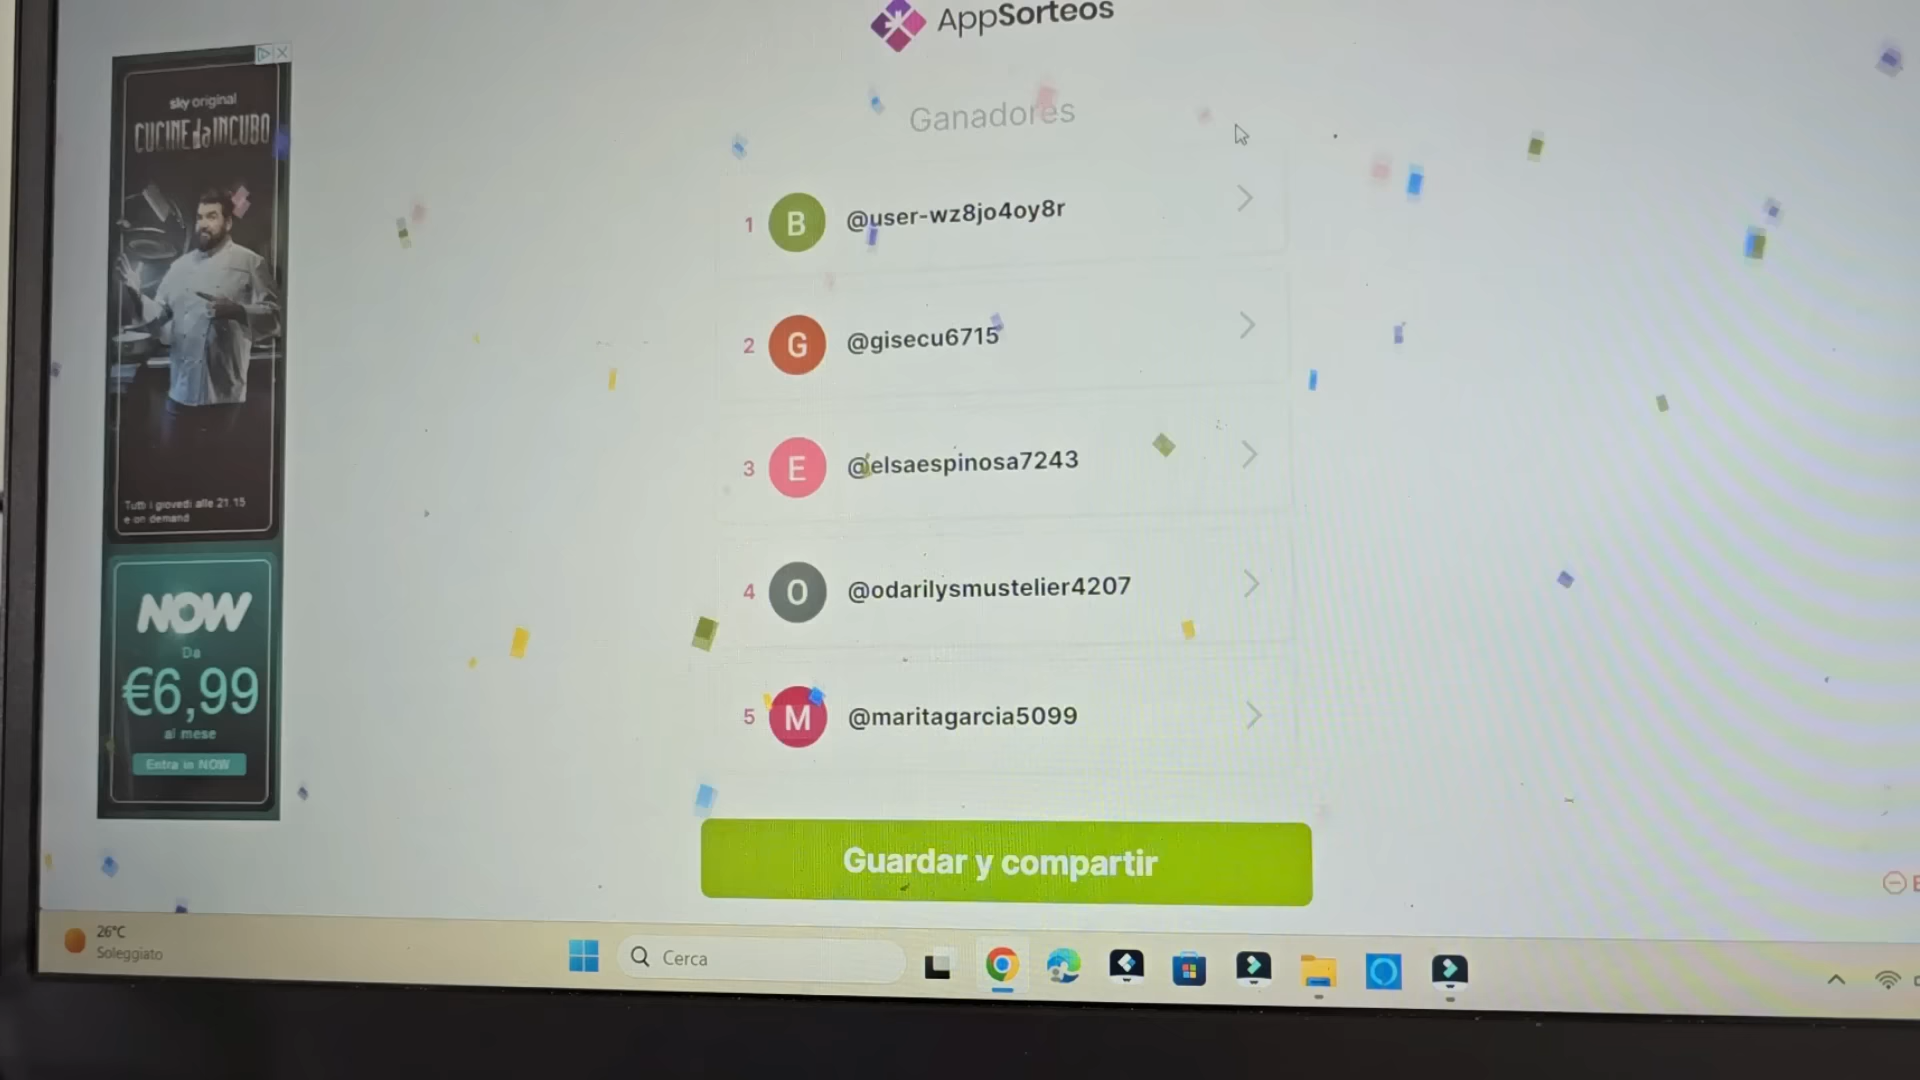 AppSorteos
Ganadores
1 B @user-wz8jo4oy8r
2 G @gisecu6715
3 E @elsaespinosa7243
4 O @odarilysmustelier4207
5 M @maritagarcia5099
Guardar y compartir
sky original
CUCINE da INCUBO
Tutti i giovedì alle 21.15
e on demand
NOW
Da
€6,99
al mese
Entra in NOW
26°C
Soleggiato
Cerca